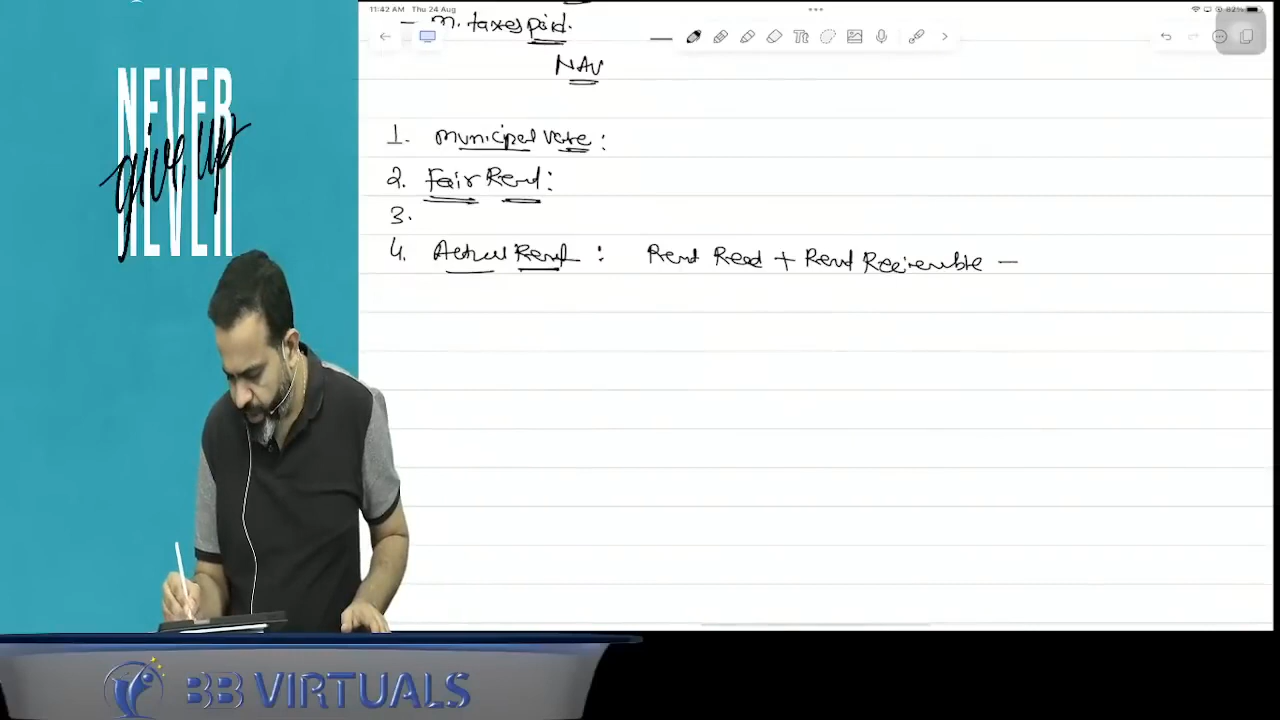 11:42 AM Thu 24 Aug
82%
— m. taxes paid.
NAV
NEVER
give up
NEVER
1. Municipal Value :
2. Fair Rent :
3.
4. Actual Rent : Rent Recd + Rent Receivable —
BB VIRTUALS